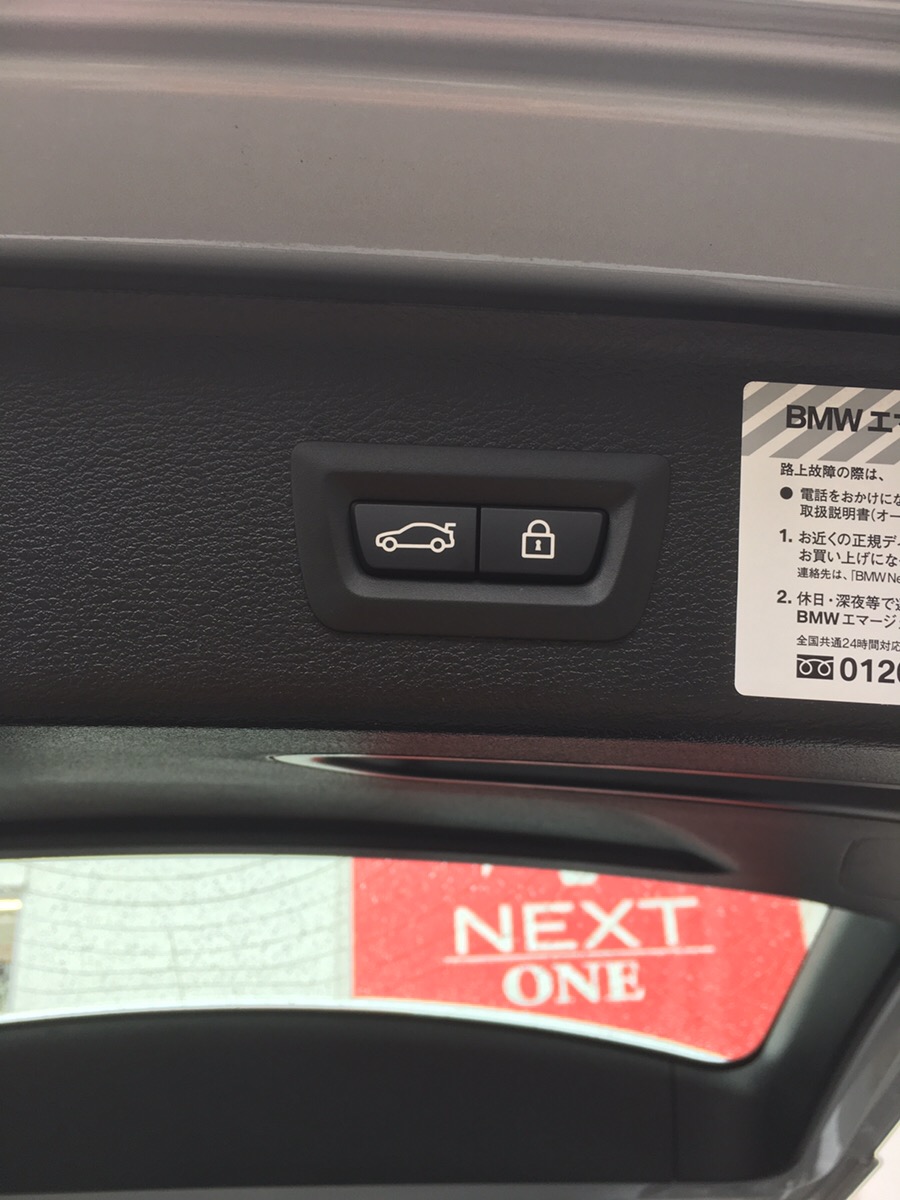 BMWエマ
路上故障の際は、
● 電話をおかけにな
取扱説明書(オー
1. お近くの正規デ
お買い上げにな
連絡先は、「BMW Ne
2. 休日・深夜等で
BMWエマージ
全国共通24時間対応
0120
NEXT
ONE